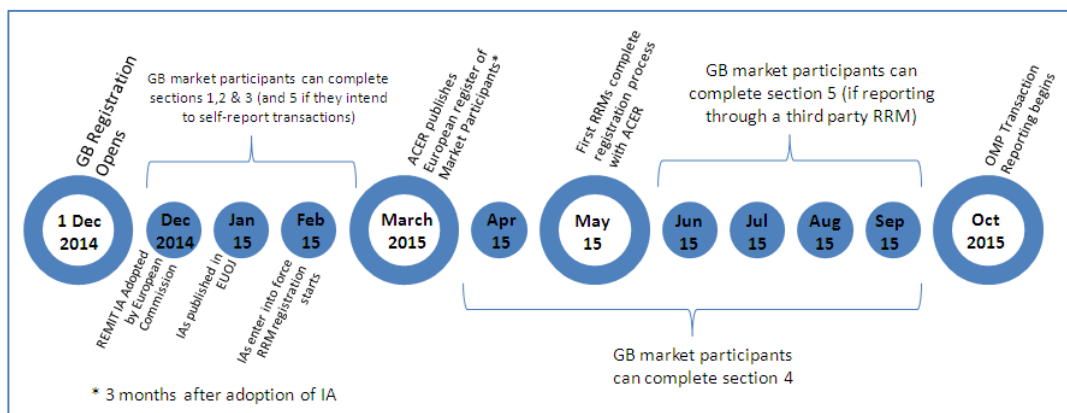 GB Registration
Opens
GB market participants can complete
sections 1,2 & 3 (and 5 if they intend
to self-report transactions)
ACER publishes
European register of
Market Participants*
First RRMs complete
registration process
with ACER
GB market participants can
complete section 5 (if reporting
through a third party RRM)
OMP Transaction
Reporting begins
1 Dec
2014
Dec
2014
Jan
15
Feb
15
March
2015
Apr
15
May
15
Jun
15
Jul
15
Aug
15
Sep
15
Oct
2015
REMIT IA Adopted
by European
Commission
IAs published in
EUOJ
IAs enter into force
RRM registration
starts
GB market participants
can complete section 4
* 3 months after adoption of IA